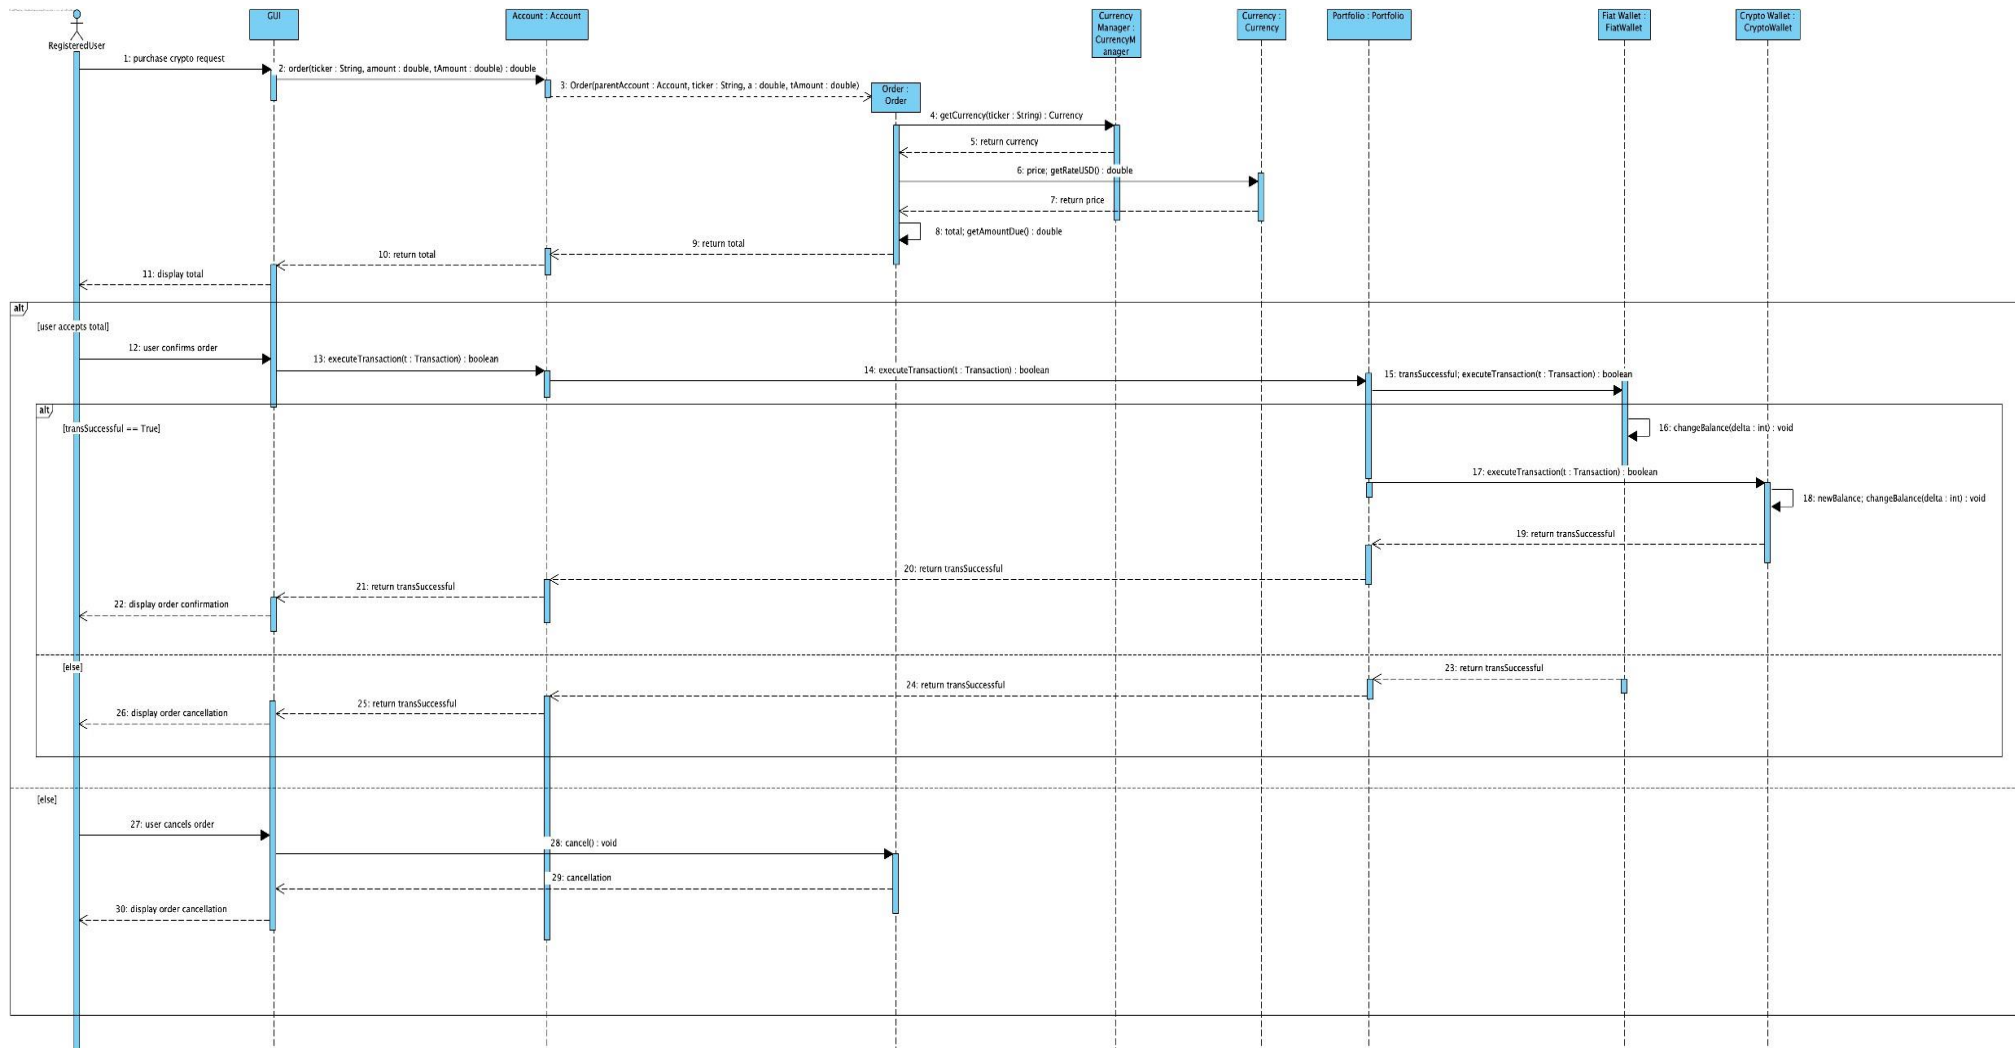 RegisteredUser
GUI
Account : Account
Currency
Manager :
CurrencyM
anager
Currency :
Currency
Portfolio : Portfolio
Fiat Wallet :
FiatWallet
Crypto Wallet :
CryptoWallet
1: purchase crypto request
2: order(ticker : String, amount : double, tAmount : double) : double
3: Order(parentAccount : Account, ticker : String, a : double, tAmount : double)
Order :
Order
4: getCurrency(ticker : String) : Currency
5: return currency
6: price; getRateUSD() : double
7: return price
8: total; getAmountDue() : double
9: return total
10: return total
11: display total
alt
[user accepts total]
12: user confirms order
13: executeTransaction(t : Transaction) : boolean
14: executeTransaction(t : Transaction) : boolean
15: transSuccessful; executeTransaction(t : Transaction) : boolean
alt
[transSuccessful == True]
16: changeBalance(delta : int) : void
17: executeTransaction(t : Transaction) : boolean
18: newBalance; changeBalance(delta : int) : void
19: return transSuccessful
20: return transSuccessful
21: return transSuccessful
22: display order confirmation
[else]
23: return transSuccessful
24: return transSuccessful
25: return transSuccessful
26: display order cancellation
[else]
27: user cancels order
28: cancel() : void
29: cancellation
30: display order cancellation